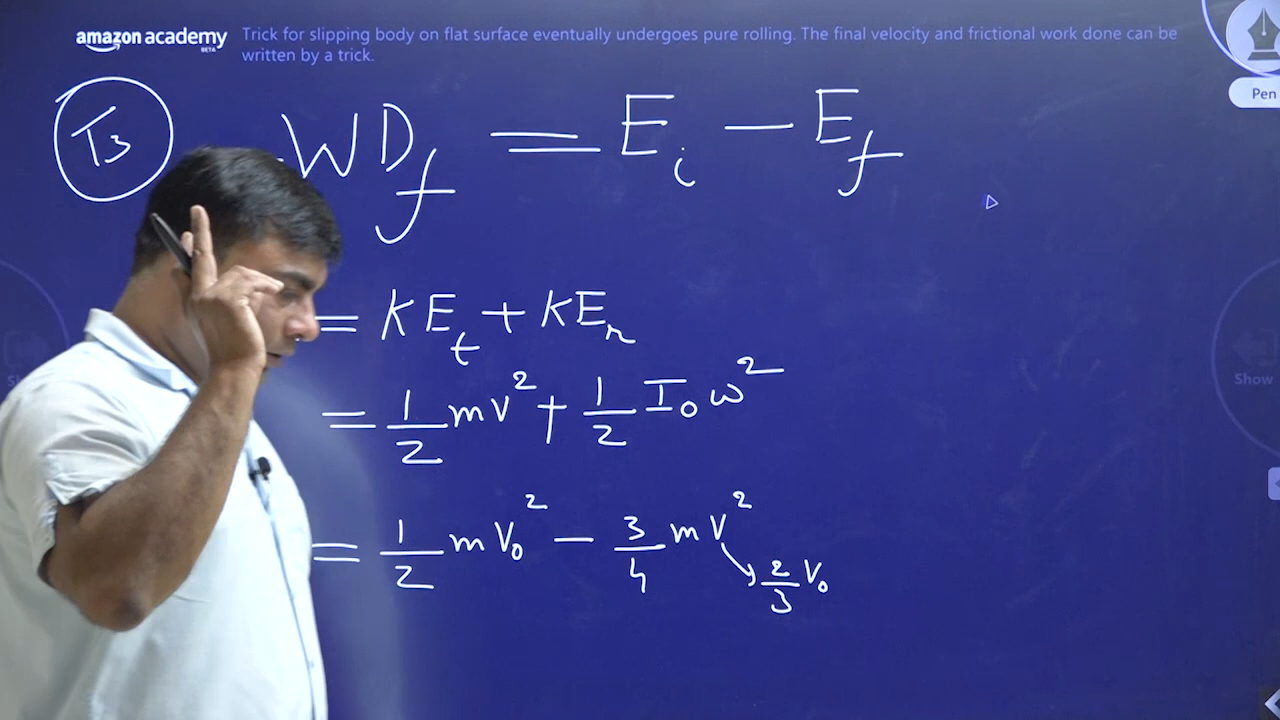 amazon academy
BETA
Trick for slipping body on flat surface eventually undergoes pure rolling. The final velocity and frictional work done can be
written by a trick.
Pen
T3
WD_f = E_i − E_f
= KE_t + KE_r
= 1/2 mv² + 1/2 I₀ω²
= 1/2 mV₀² − 3/4 mV²
2/3 V₀
Show